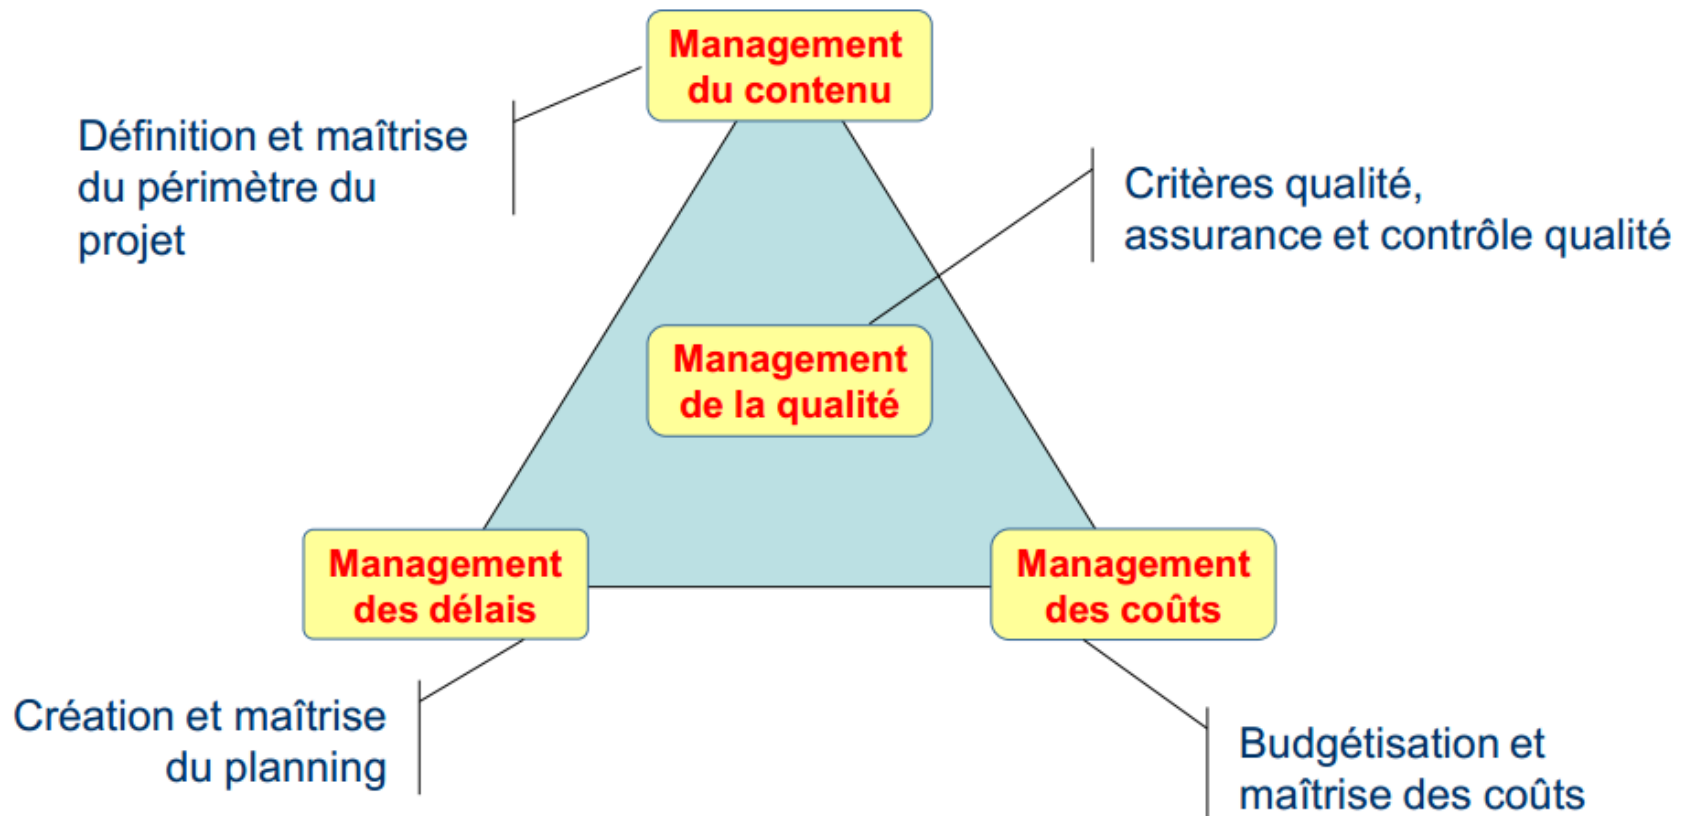 Management
du contenu
Définition et maîtrise
du périmètre du
projet
Critères qualité,
assurance et contrôle qualité
Management
de la qualité
Management
des délais
Management
des coûts
Création et maîtrise
du planning
Budgétisation et
maîtrise des coûts